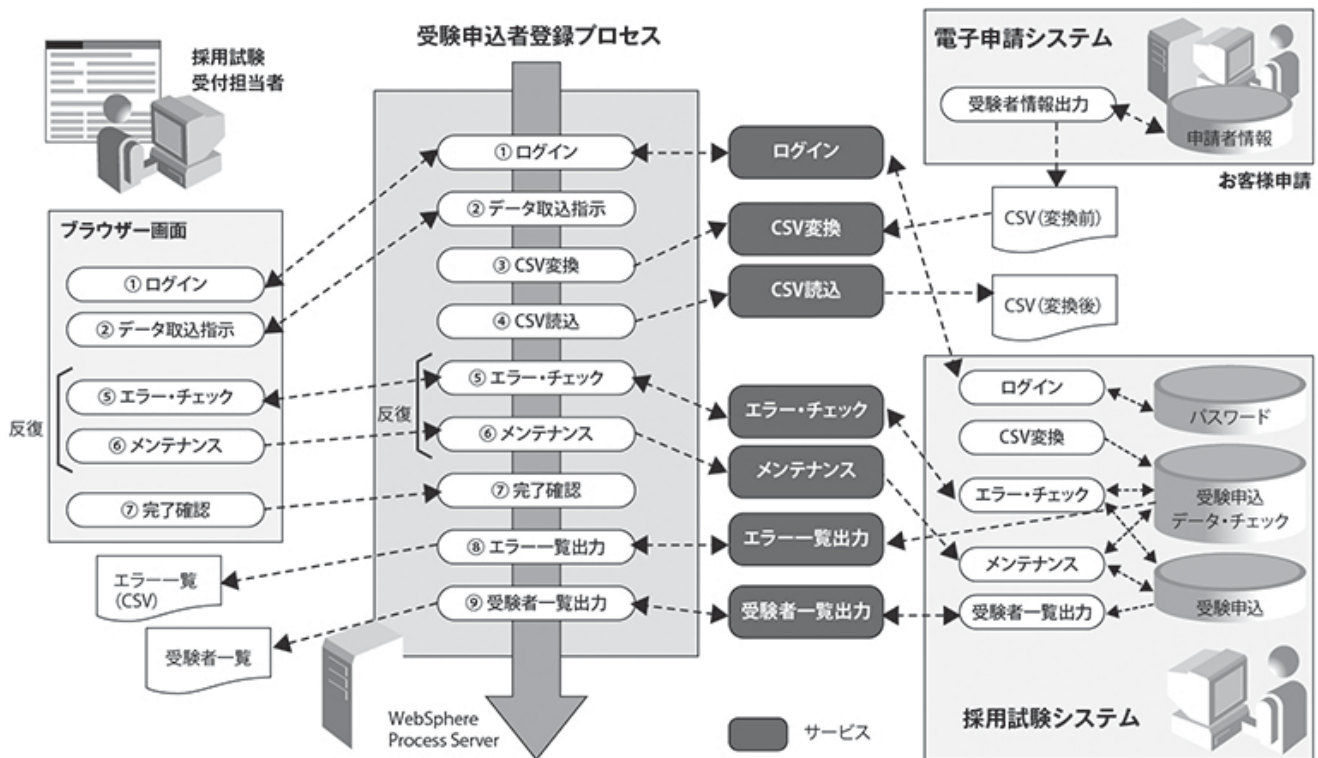 受験申込者登録プロセス
採用試験
受付担当者
ブラウザー画面
① ログイン
② データ取込指示
反復
⑤ エラー・チェック
⑥ メンテナンス
⑦ 完了確認
エラー一覧
(CSV)
受験者一覧
① ログイン
② データ取込指示
③ CSV変換
④ CSV読込
反復
⑤ エラー・チェック
⑥ メンテナンス
⑦ 完了確認
⑧ エラー一覧出力
⑨ 受験者一覧出力
WebSphere
Process Server
ログイン
CSV変換
CSV読込
エラー・チェック
メンテナンス
エラー一覧出力
受験者一覧出力
サービス
電子申請システム
受験者情報出力
申請者情報
お客様申請
CSV(変換前)
CSV(変換後)
ログイン
パスワード
CSV変換
エラー・チェック
受験申込
データ・チェック
メンテナンス
受験者一覧出力
受験申込
採用試験システム